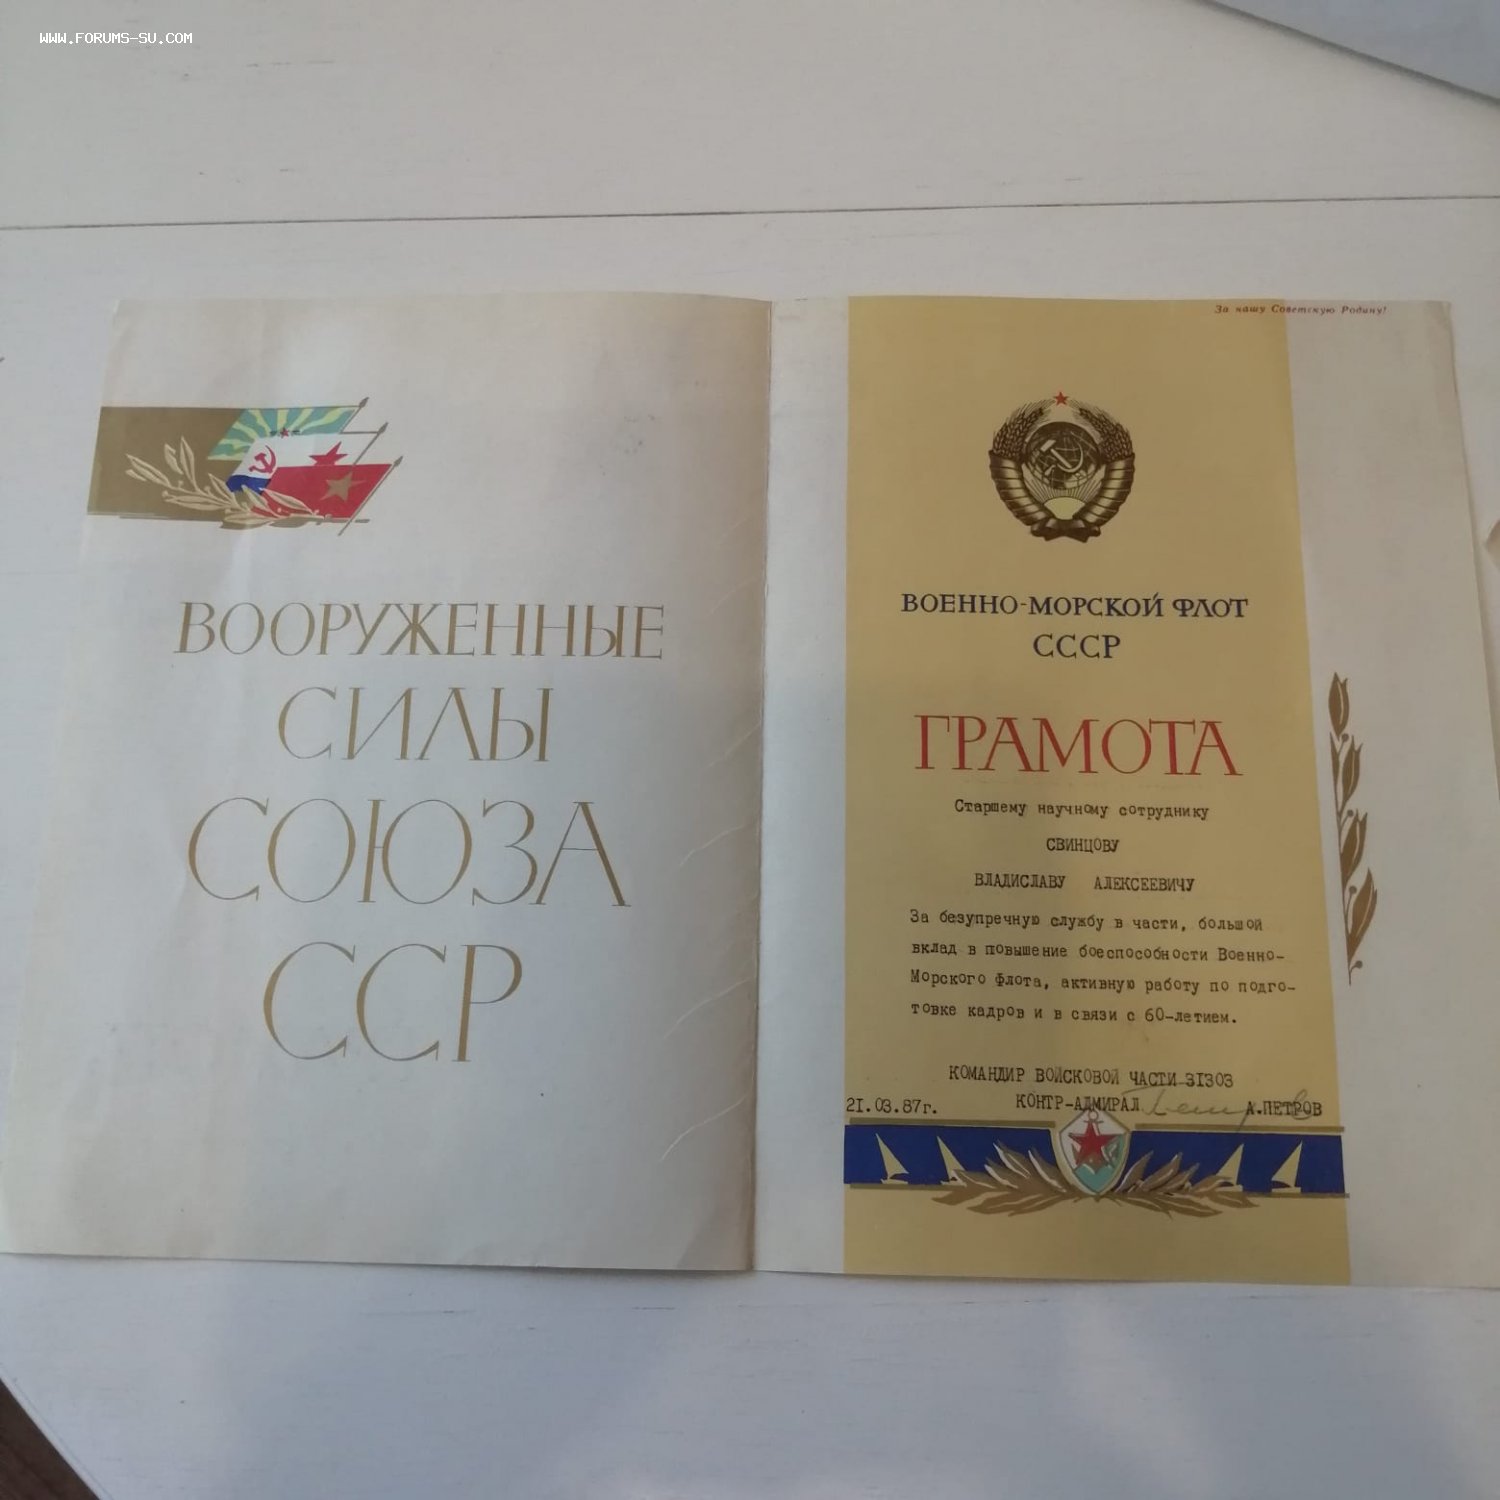 WWW.FORUMS-SU.COM
ВООРУЖЕННЫЕ
СИЛЫ
СОЮЗА
ССР
За нашу Советскую Родину!
ВОЕННО-МОРСКОЙ ФЛОТ
СССР
ГРАМОТА
Старшему научному сотруднику
СВИНЦОВУ
ВЛАДИСЛАВУ АЛЕКСЕЕВИЧУ
За безупречную службу в части, большой
вклад в повышение боеспособности Военно-
Морского Флота, активную работу по подго-
товке кадров и в связи с 60-летием.
КОМАНДИР ВОЙСКОВОЙ ЧАСТИ 31303
КОНТР-АДМИРАЛ А.ПЕТРОВ
21.03.87г.